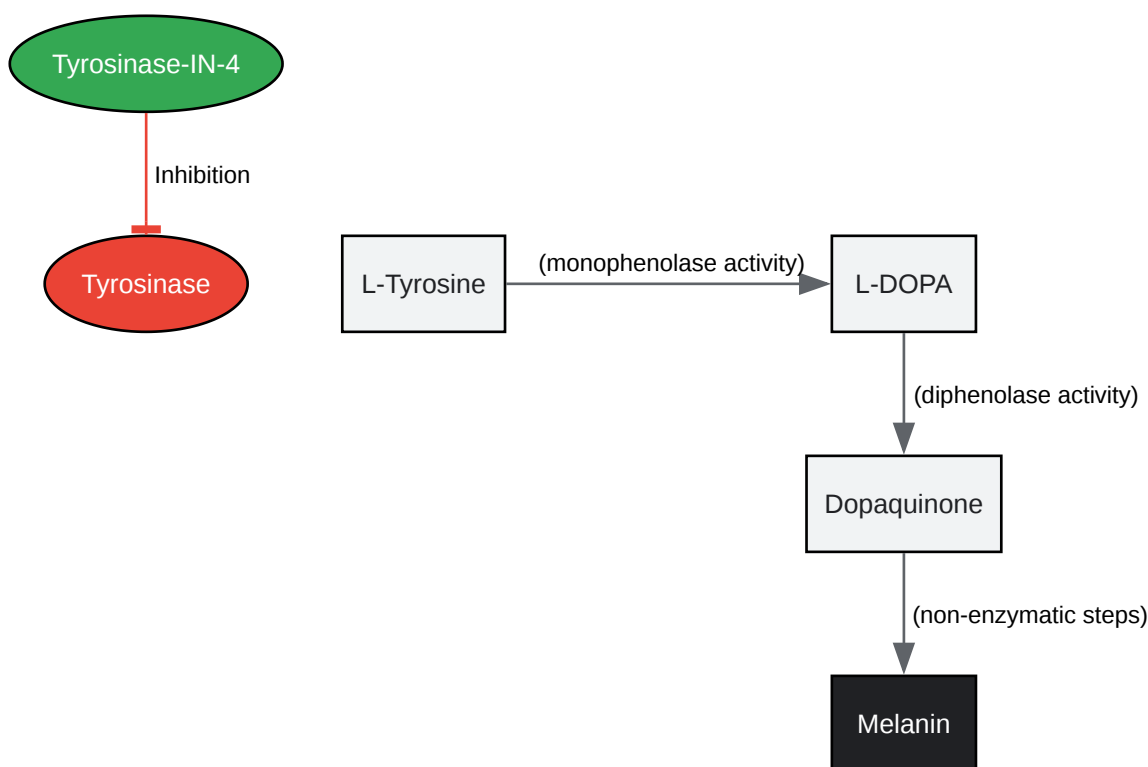 Tyrosinase-IN-4
Inhibition
Tyrosinase
L-Tyrosine
(monophenolase activity)
L-DOPA
(diphenolase activity)
Dopaquinone
(non-enzymatic steps)
Melanin